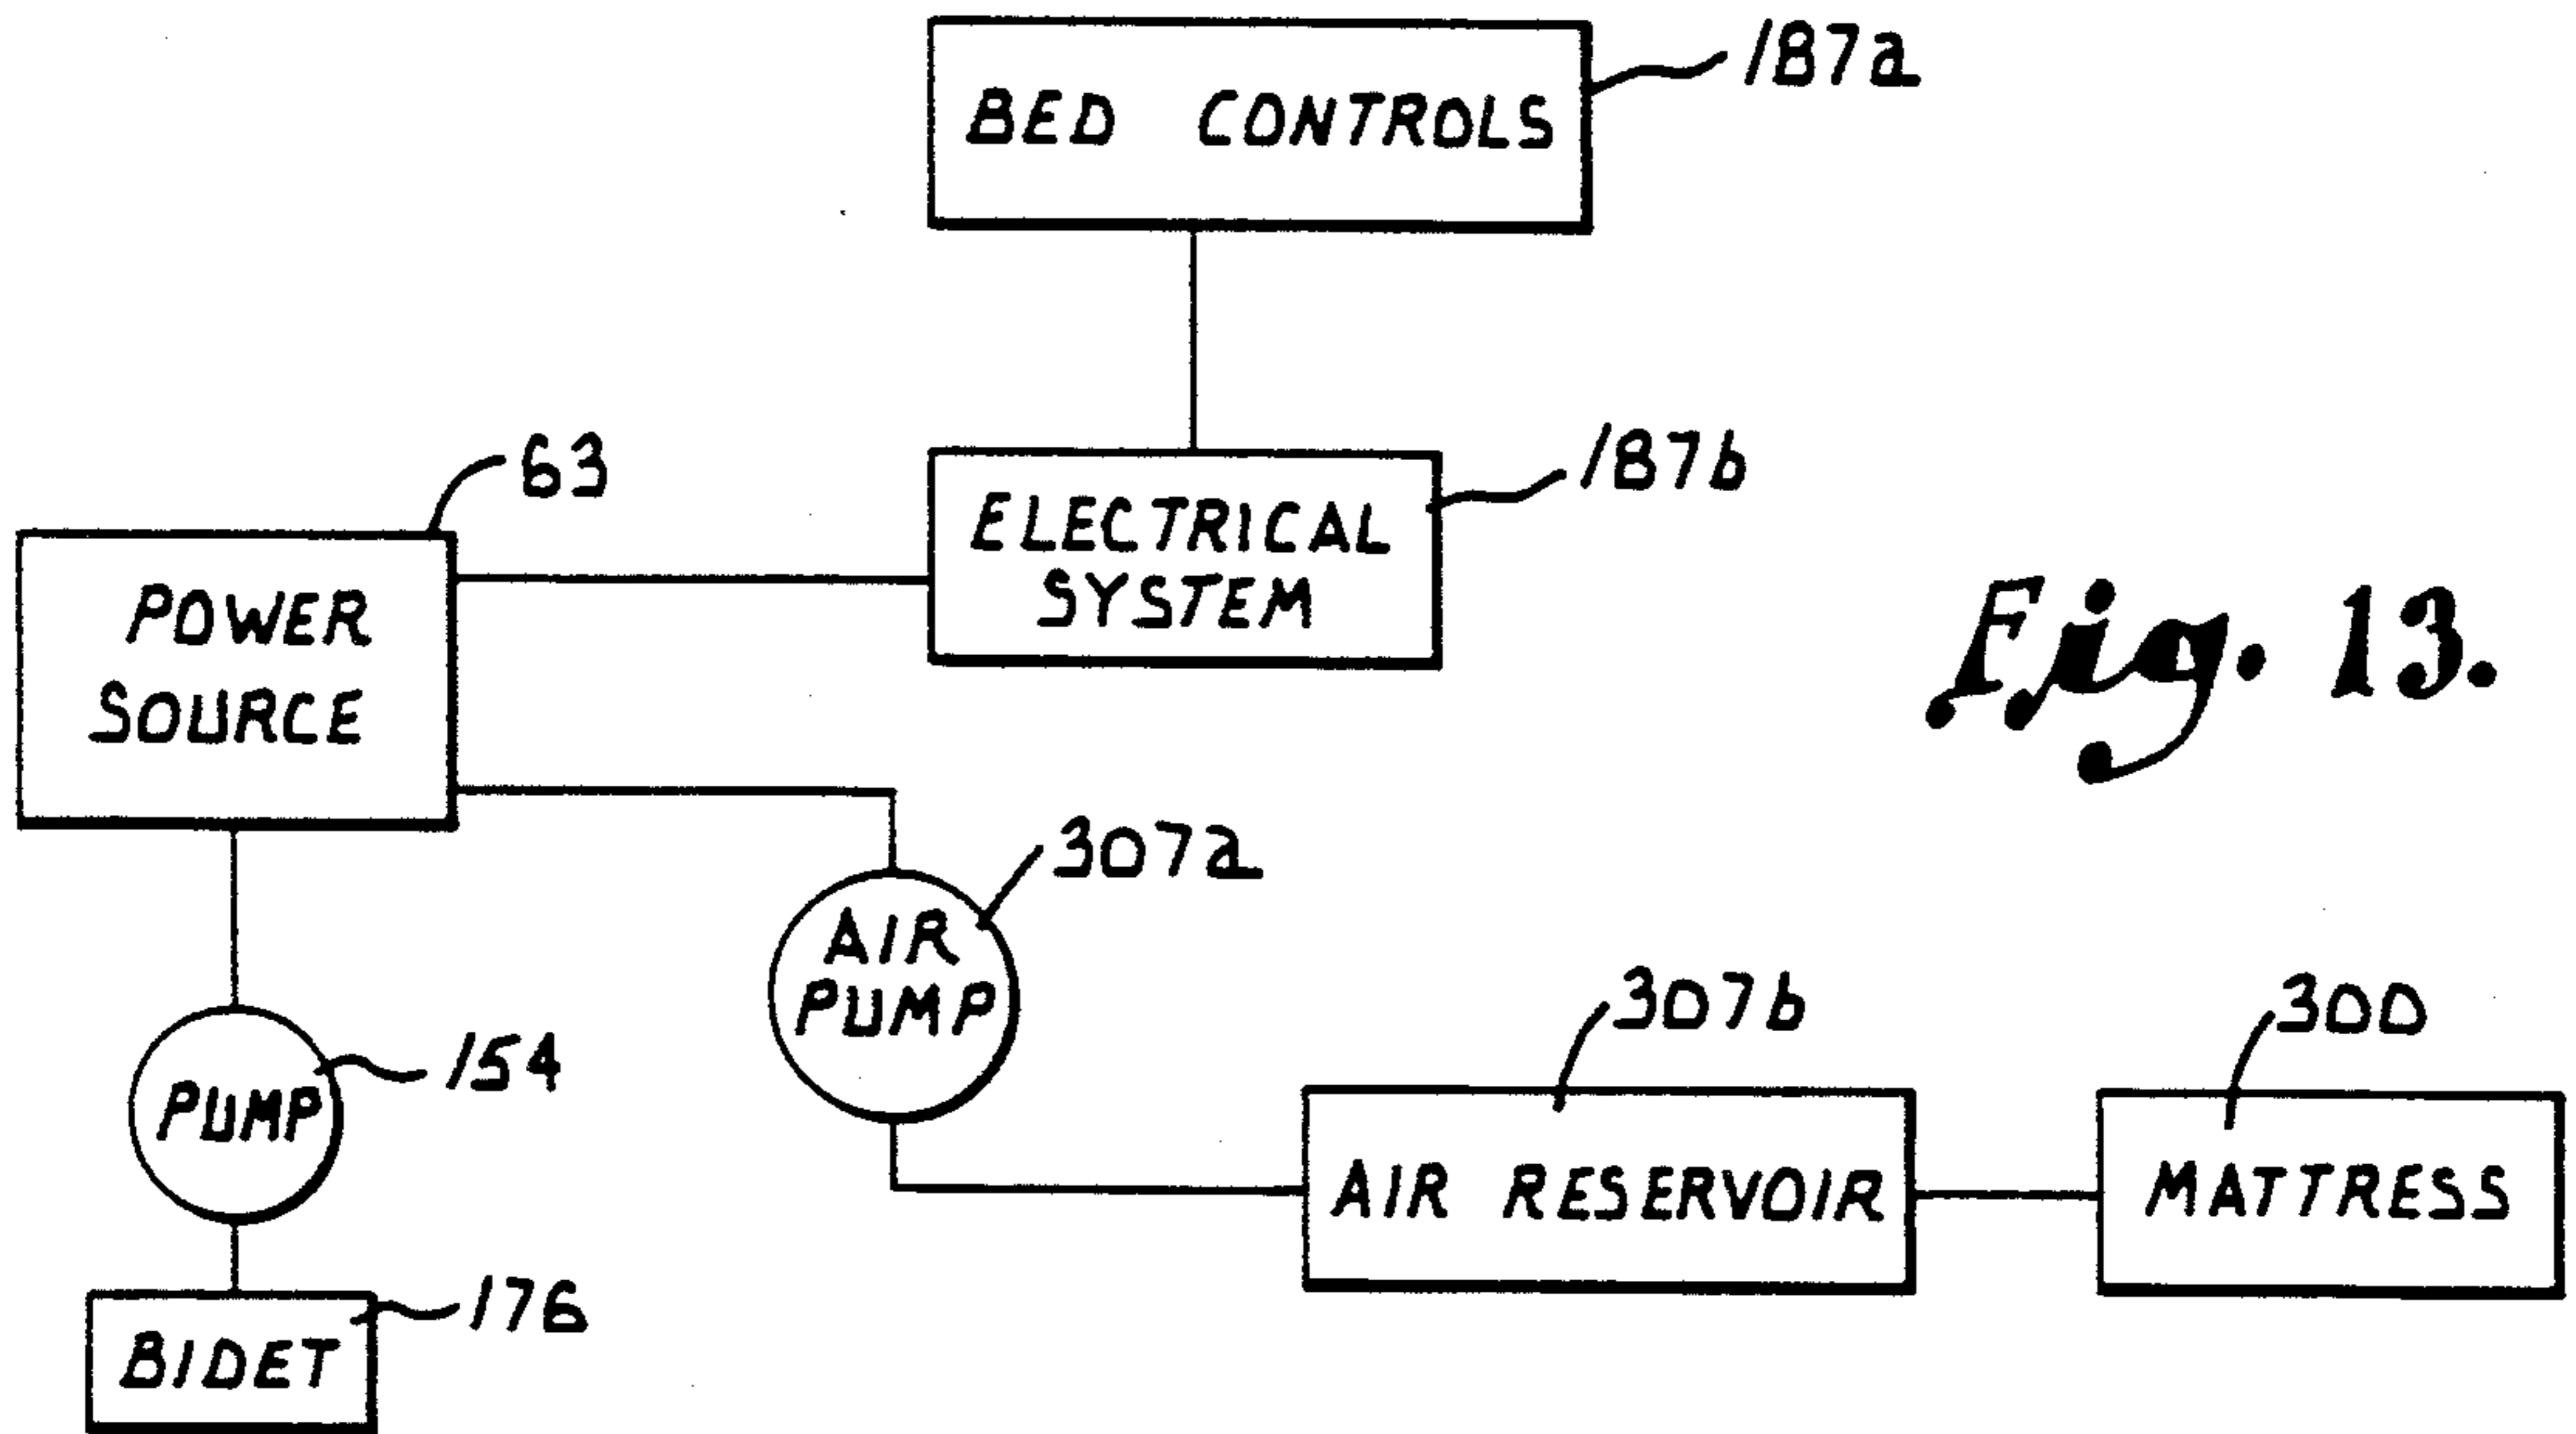 BED CONTROLS
187a
63
POWER
SOURCE
ELECTRICAL
SYSTEM
187b
Fig. 13.
AIR
PUMP
307a
PUMP
154
AIR RESERVOIR
307b
MATTRESS
300
BIDET
176